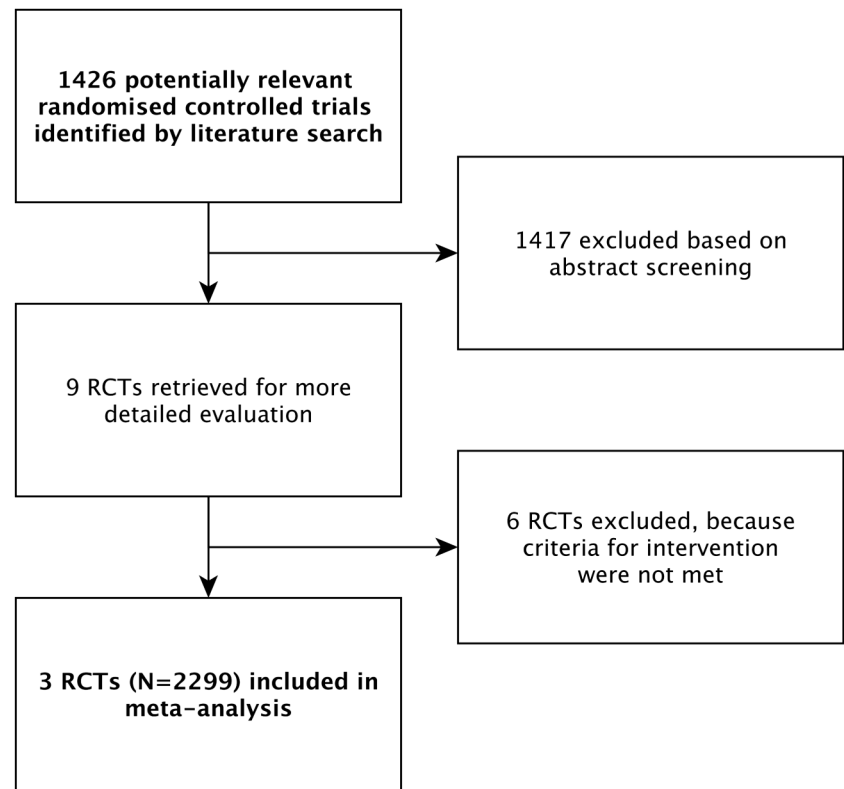 1426 potentially relevant
randomised controlled trials
identified by literature search
1417 excluded based on
abstract screening
9 RCTs retrieved for more
detailed evaluation
6 RCTs excluded, because
criteria for intervention
were not met
3 RCTs (N=2299) included in
meta-analysis